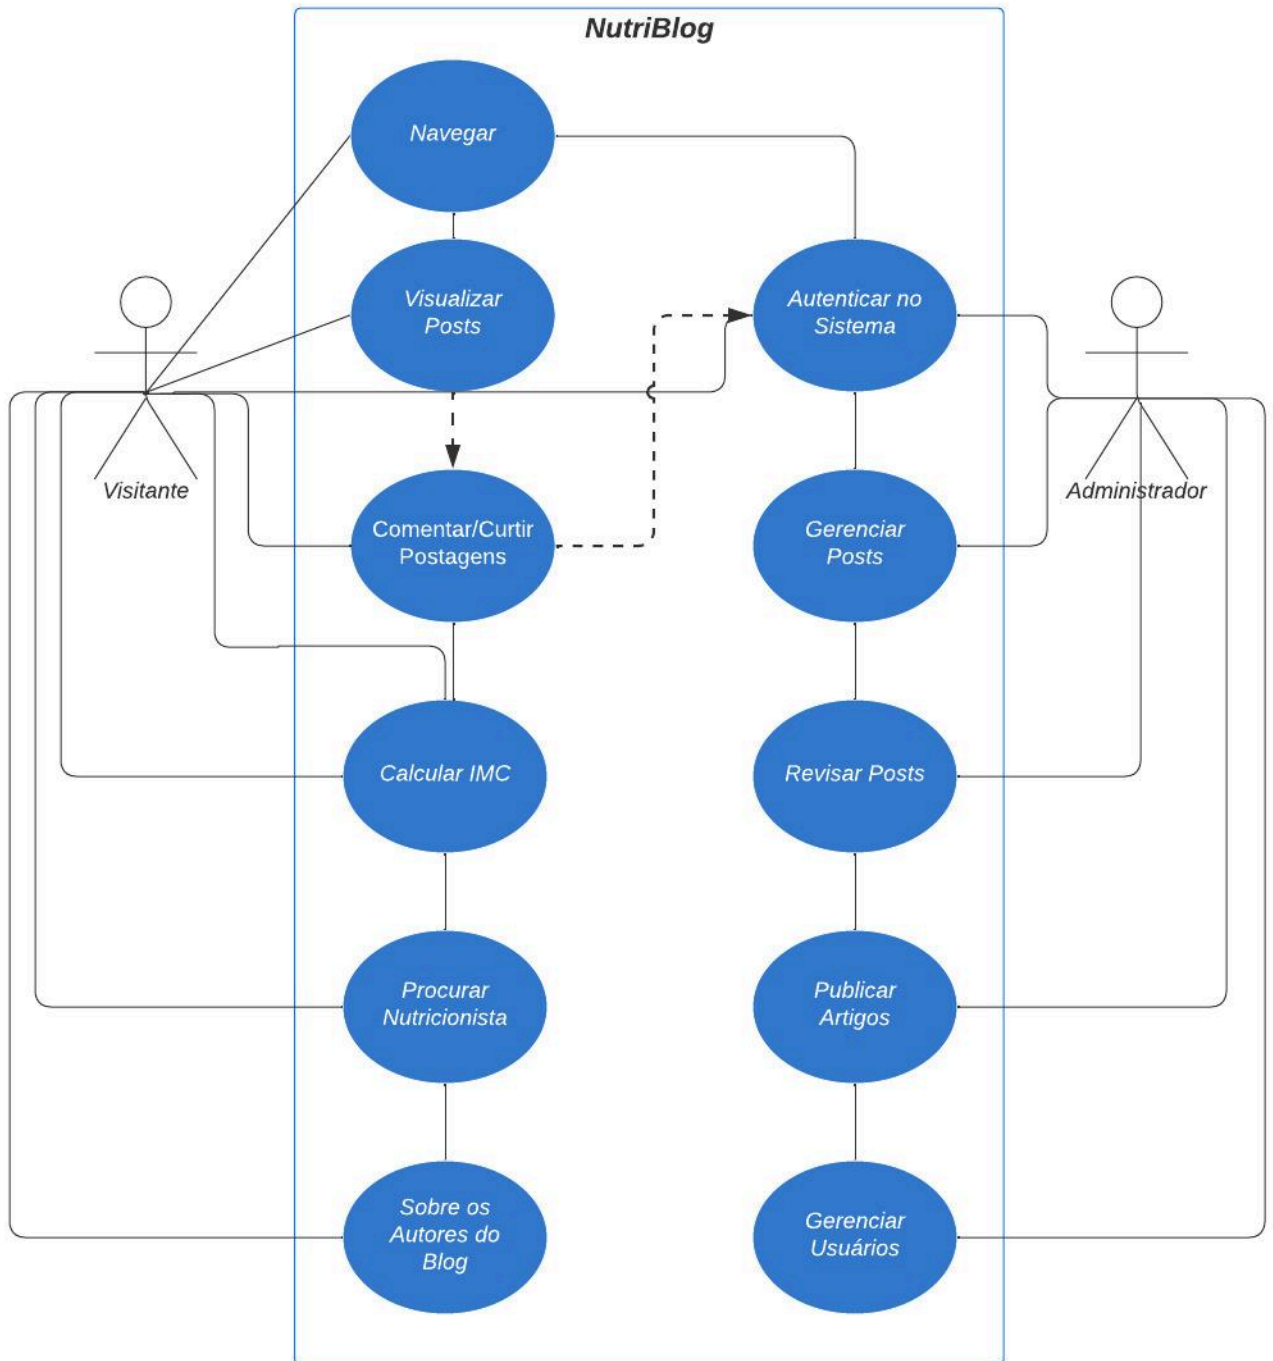 NutriBlog
Navegar
Visualizar
Posts
Autenticar no
Sistema
Visitante
Administrador
Comentar/Curtir
Postagens
Gerenciar
Posts
Calcular IMC
Revisar Posts
Procurar
Nutricionista
Publicar
Artigos
Sobre os
Autores do
Blog
Gerenciar
Usuários